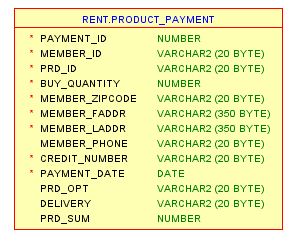 RENT.PRODUCT_PAYMENT
* PAYMENT_ID NUMBER
* MEMBER_ID VARCHAR2 (20 BYTE)
* PRD_ID VARCHAR2 (20 BYTE)
* BUY_QUANTITY NUMBER
* MEMBER_ZIPCODE VARCHAR2 (20 BYTE)
* MEMBER_FADDR VARCHAR2 (350 BYTE)
* MEMBER_LADDR VARCHAR2 (350 BYTE)
MEMBER_PHONE VARCHAR2 (20 BYTE)
* CREDIT_NUMBER VARCHAR2 (20 BYTE)
* PAYMENT_DATE DATE
PRD_OPT VARCHAR2 (20 BYTE)
DELIVERY VARCHAR2 (20 BYTE)
PRD_SUM NUMBER